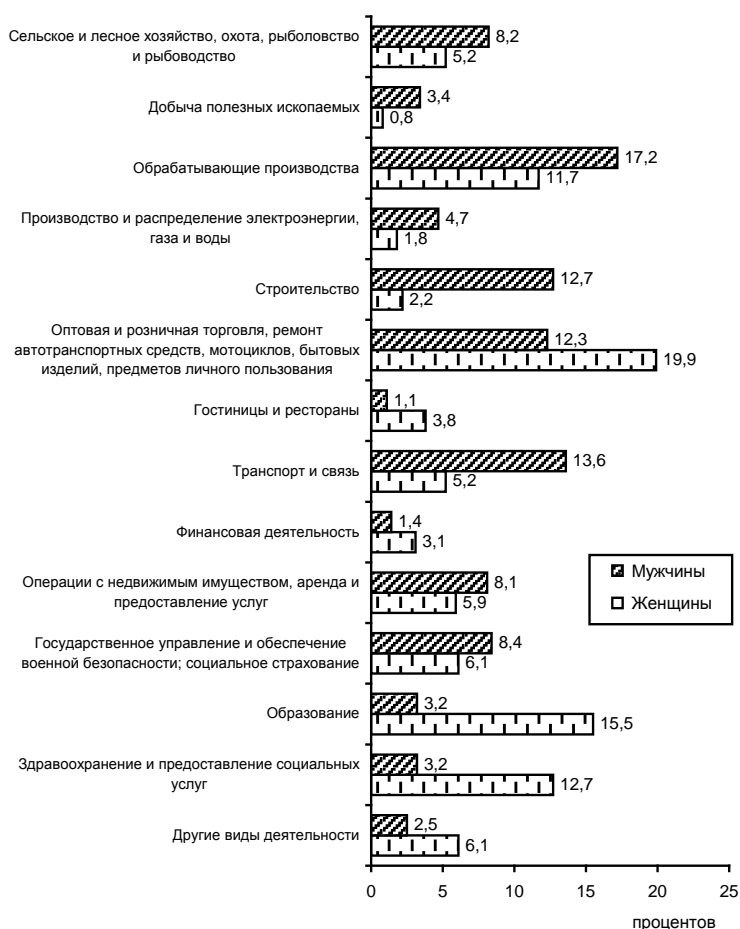 Сельское и лесное хозяйство, охота, рыболовство
и рыбоводство
8,2
5,2
Добыча полезных ископаемых
3,4
0,8
Обрабатывающие производства
17,2
11,7
Производство и распределение электроэнергии,
газа и воды
4,7
1,8
Строительство
12,7
2,2
Оптовая и розничная торговля, ремонт
автотранспортных средств, мотоциклов, бытовых
изделий, предметов личного пользования
12,3
19,9
Гостиницы и рестораны
1,1
3,8
Транспорт и связь
13,6
5,2
Финансовая деятельность
1,4
3,1
Операции с недвижимым имуществом, аренда и
предоставление услуг
8,1
5,9
Мужчины
Женщины
Государственное управление и обеспечение
военной безопасности; социальное страхование
8,4
6,1
Образование
3,2
15,5
Здравоохранение и предоставление социальных
услуг
3,2
12,7
Другие виды деятельности
2,5
6,1
0 5 10 15 20 25
процентов